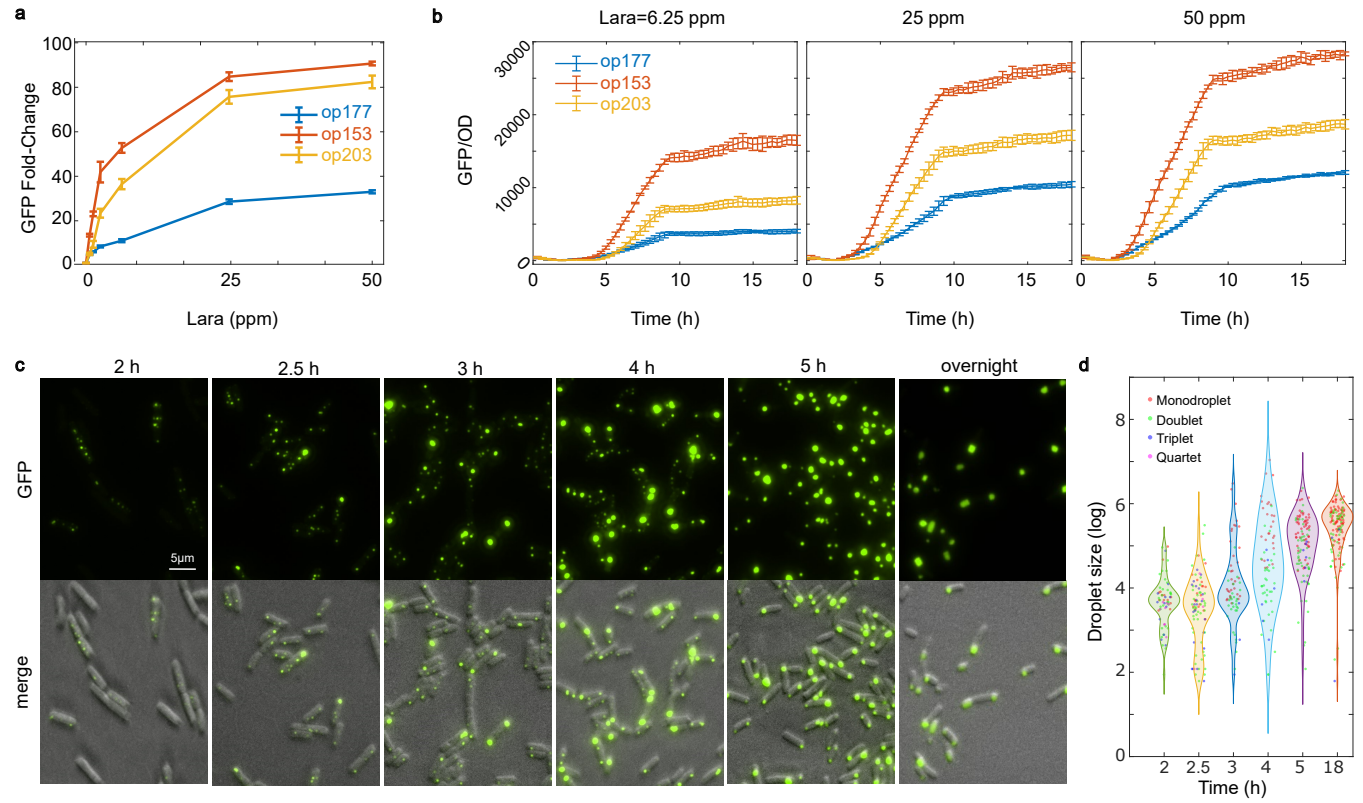 a
GFP Fold-Change
100
80
60
40
20
0
op177
op153
op203
0
25
50
Lara (ppm)
b
Lara=6.25 ppm
25 ppm
50 ppm
GFP/OD
30000
20000
10000
0
op177
op153
op203
0
5
10
15
0
5
10
15
0
5
10
15
Time (h)
Time (h)
Time (h)
c
2 h
2.5 h
3 h
4 h
5 h
overnight
GFP
5μm
merge
d
Monodroplet
Doublet
Triplet
Quartet
Droplet size (log)
8
6
4
2
0
2
2.5
3
4
5
18
Time (h)